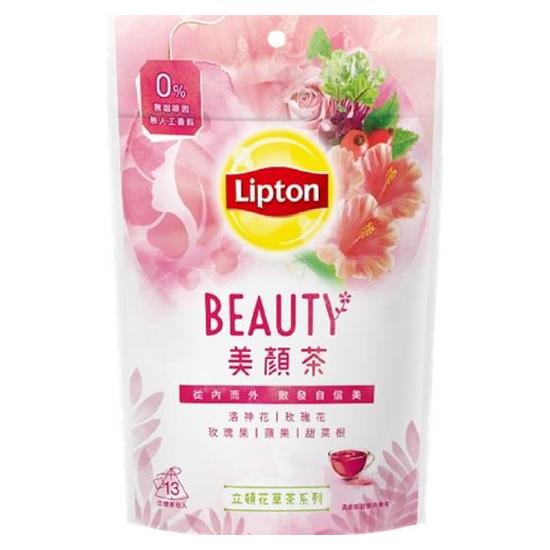 0%
無咖啡因
無人工香料
Lipton
BEAUTY
美顏茶
從內而外 散發自信美
洛神花|玫瑰花
玫瑰果|蘋果|甜菜根
13
立體茶包入
立頓花草茶系列